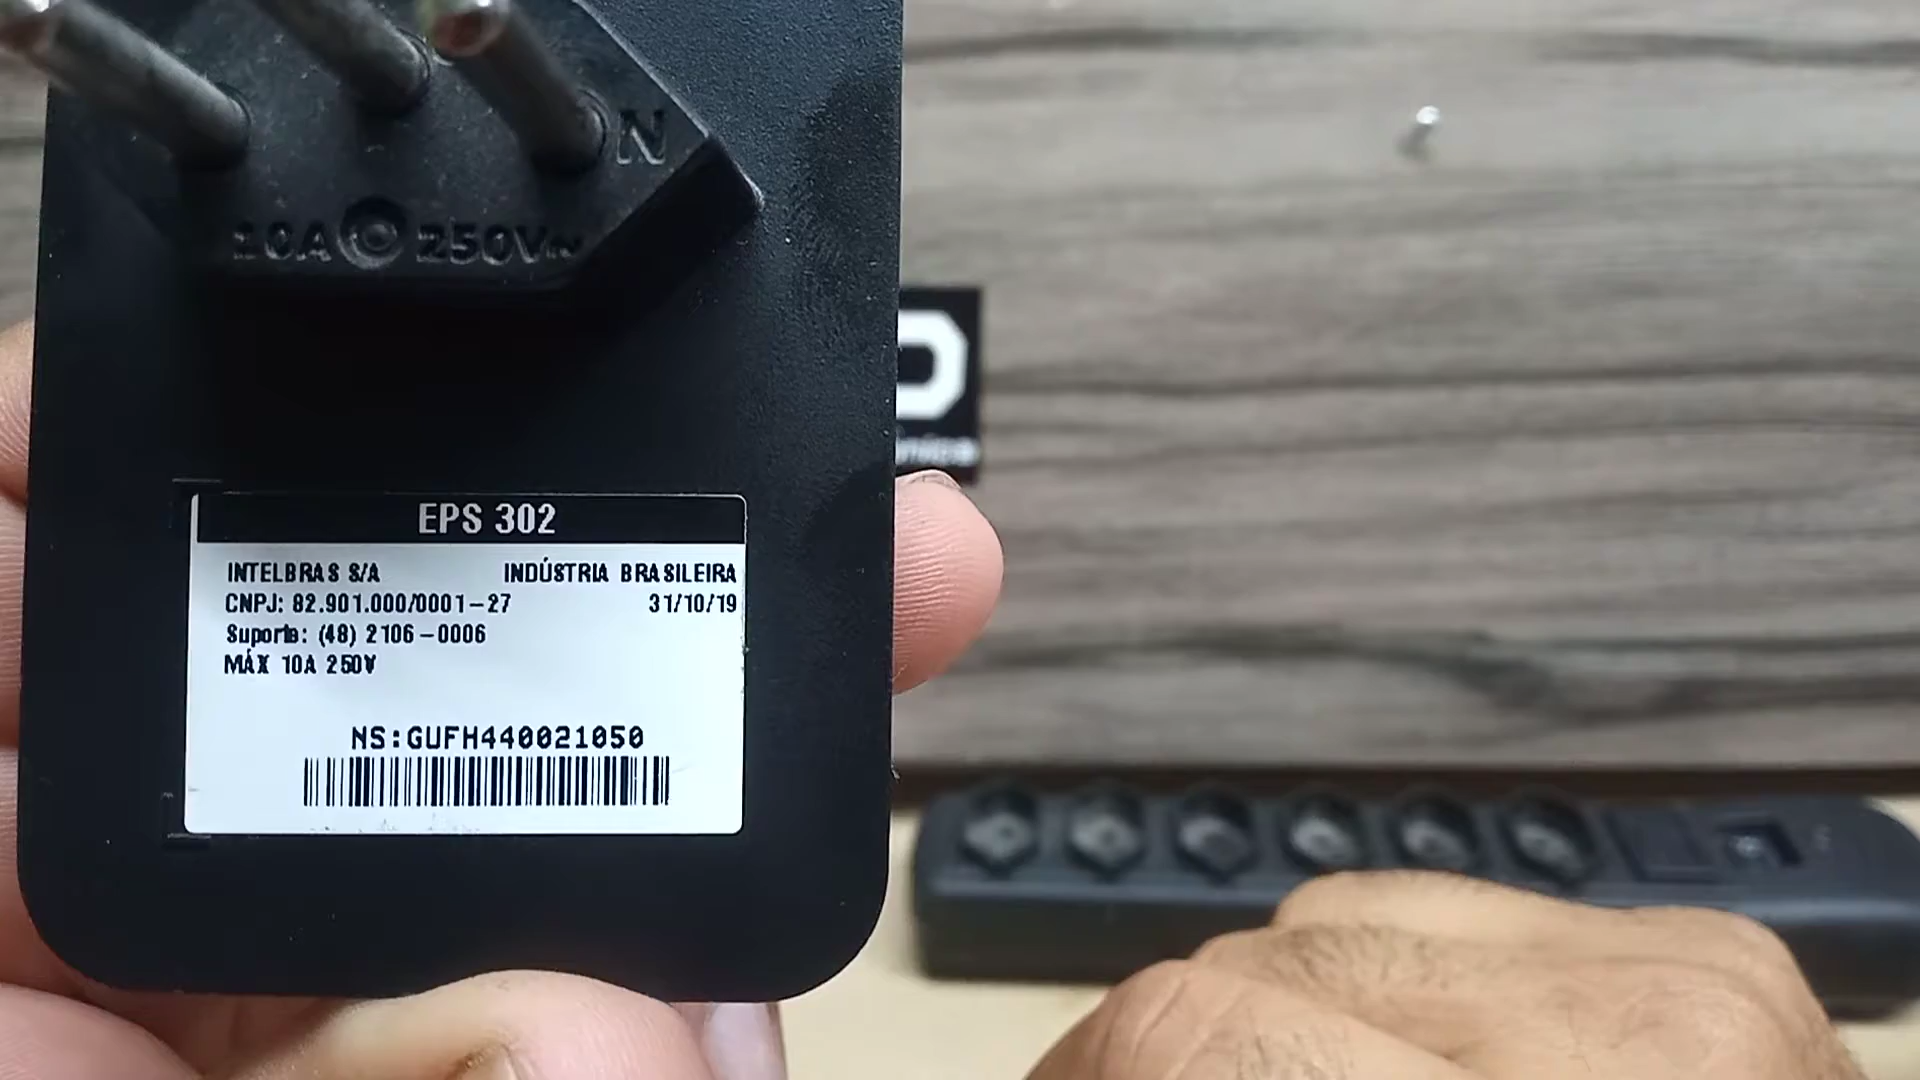 N
10A 250V~
EPS 302
INTELBRAS S/A INDÚSTRIA BRASILEIRA
CNPJ: 82.901.000/0001-27 31/10/19
Suporte: (48) 2106-0006
MÁX 10A 250V
NS:GUFH440021050